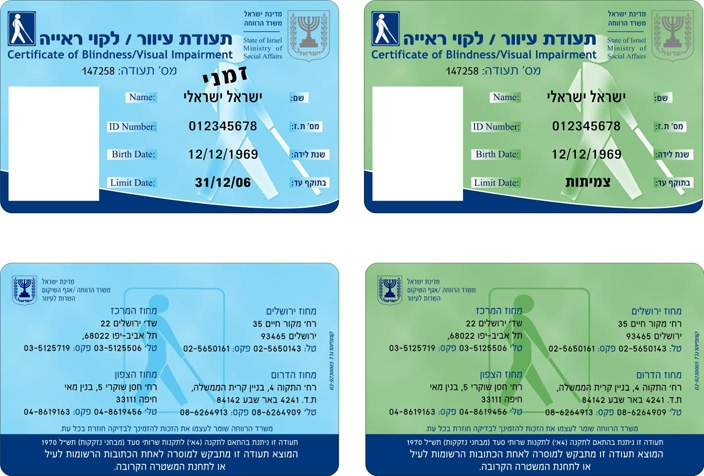 מדינת ישראל
משרד הרווחה
תעודת עיוור / לקוי ראייה
Certificate of Blindness/Visual Impairment
State of Israel
Ministry of
Social Affairs
מס' תעודה: 147258
זמני
Name: ישראל ישראלי שם:
ID Number: 012345678 מס' ת.ז:
Birth Date: 12/12/1969 שנת לידה:
Limit Date: 31/12/06 בתוקף עד:
מדינת ישראל
משרד הרווחה
תעודת עיוור / לקוי ראייה
Certificate of Blindness/Visual Impairment
State of Israel
Ministry of
Social Affairs
מס' תעודה: 147258
Name: ישראל ישראלי שם:
ID Number: 012345678 מס' ת.ז:
Birth Date: 12/12/1969 שנת לידה:
Limit Date: צמיתות בתוקף עד:
מדינת ישראל
משרד הרווחה /אגף השיקום
השרות לעיוור
מחוז ירושלים
רח' מקור חיים 35
ירושלים 93465
טל: 02-5650143 פקס: 02-5650161
מחוז המרכז
שד' ירושלים 22
תל אביב-יפו 68022,
טל: 03-5125506 פקס: 03-5125719
מחוז הדרום
רח' התקוה 4, בניין קרית הממשלה,
ת.ד. 4241 באר שבע 84142
טל' 08-6264909 פקס: 08-6264913
מחוז הצפון
רח' חסן שוקרי 5, בנין מאי
חיפה 33111
טל' 04-8619456 פקס: 04-8619163
משרד הרווחה שומר לעצמו את הזכות להזמינך לבדיקה חוזרת בכל עת.
תעודה זו ניתנת בהתאם לתקנה (4א') לתקנות שרותי סעד (מבחני נזקקות) תש"ל 1970
המוצא תעודה זו מתבקש למוסרה לאחת הכתובות הרשומות לעיל
או לתחנת המשטרה הקרובה.
מדינת ישראל
משרד הרווחה /אגף השיקום
השרות לעיוור
מחוז ירושלים
רח' מקור חיים 35
ירושלים 93465
טל: 02-5650143 פקס: 02-5650161
מחוז המרכז
שד' ירושלים 22
תל אביב-יפו 68022,
טל: 03-5125506 פקס: 03-5125719
מחוז הדרום
רח' התקוה 4, בניין קרית הממשלה,
ת.ד. 4241 באר שבע 84142
טל' 08-6264909 פקס: 08-6264913
מחוז הצפון
רח' חסן שוקרי 5, בנין מאי
חיפה 33111
טל' 04-8619456 פקס: 04-8619163
משרד הרווחה שומר לעצמו את הזכות להזמינך לבדיקה חוזרת בכל עת.
תעודה זו ניתנת בהתאם לתקנה (4א') לתקנות שרותי סעד (מבחני נזקקות) תש"ל 1970
המוצא תעודה זו מתבקש למוסרה לאחת הכתובות הרשומות לעיל
או לתחנת המשטרה הקרובה.